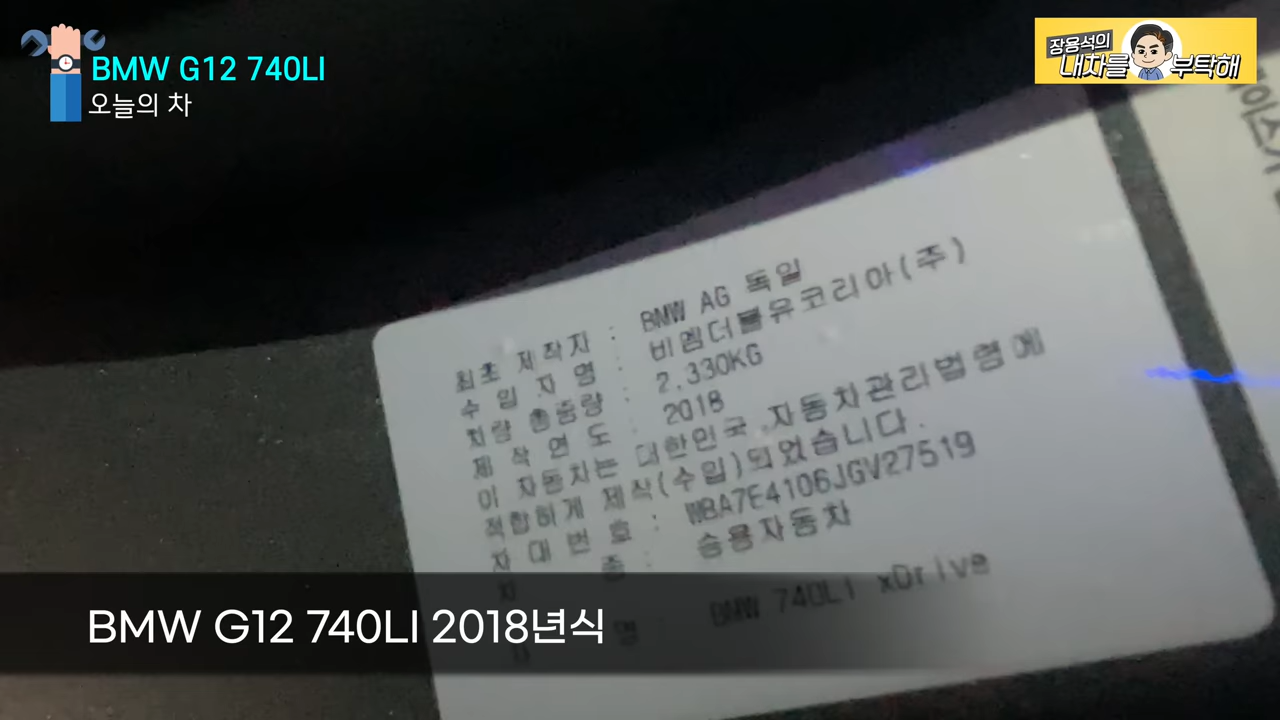 BMW G12 740LI
오늘의 차
장용석의
내차를 부탁해
최초 제작자 : BMW AG 독일
수 입 자 명 : 비엠더블유코리아(주)
차량 총중량 : 2.330KG
제 작 연 도 : 2018
이 자동차는 대한민국 자동차관리법령에
적합하게 제작(수입)되었습니다.
차 대 번 호 : WBA7E4106JGV27519
차 종 : 승용자동차
차 명 : BMW 740Li xDrive
BMW G12 740LI 2018년식